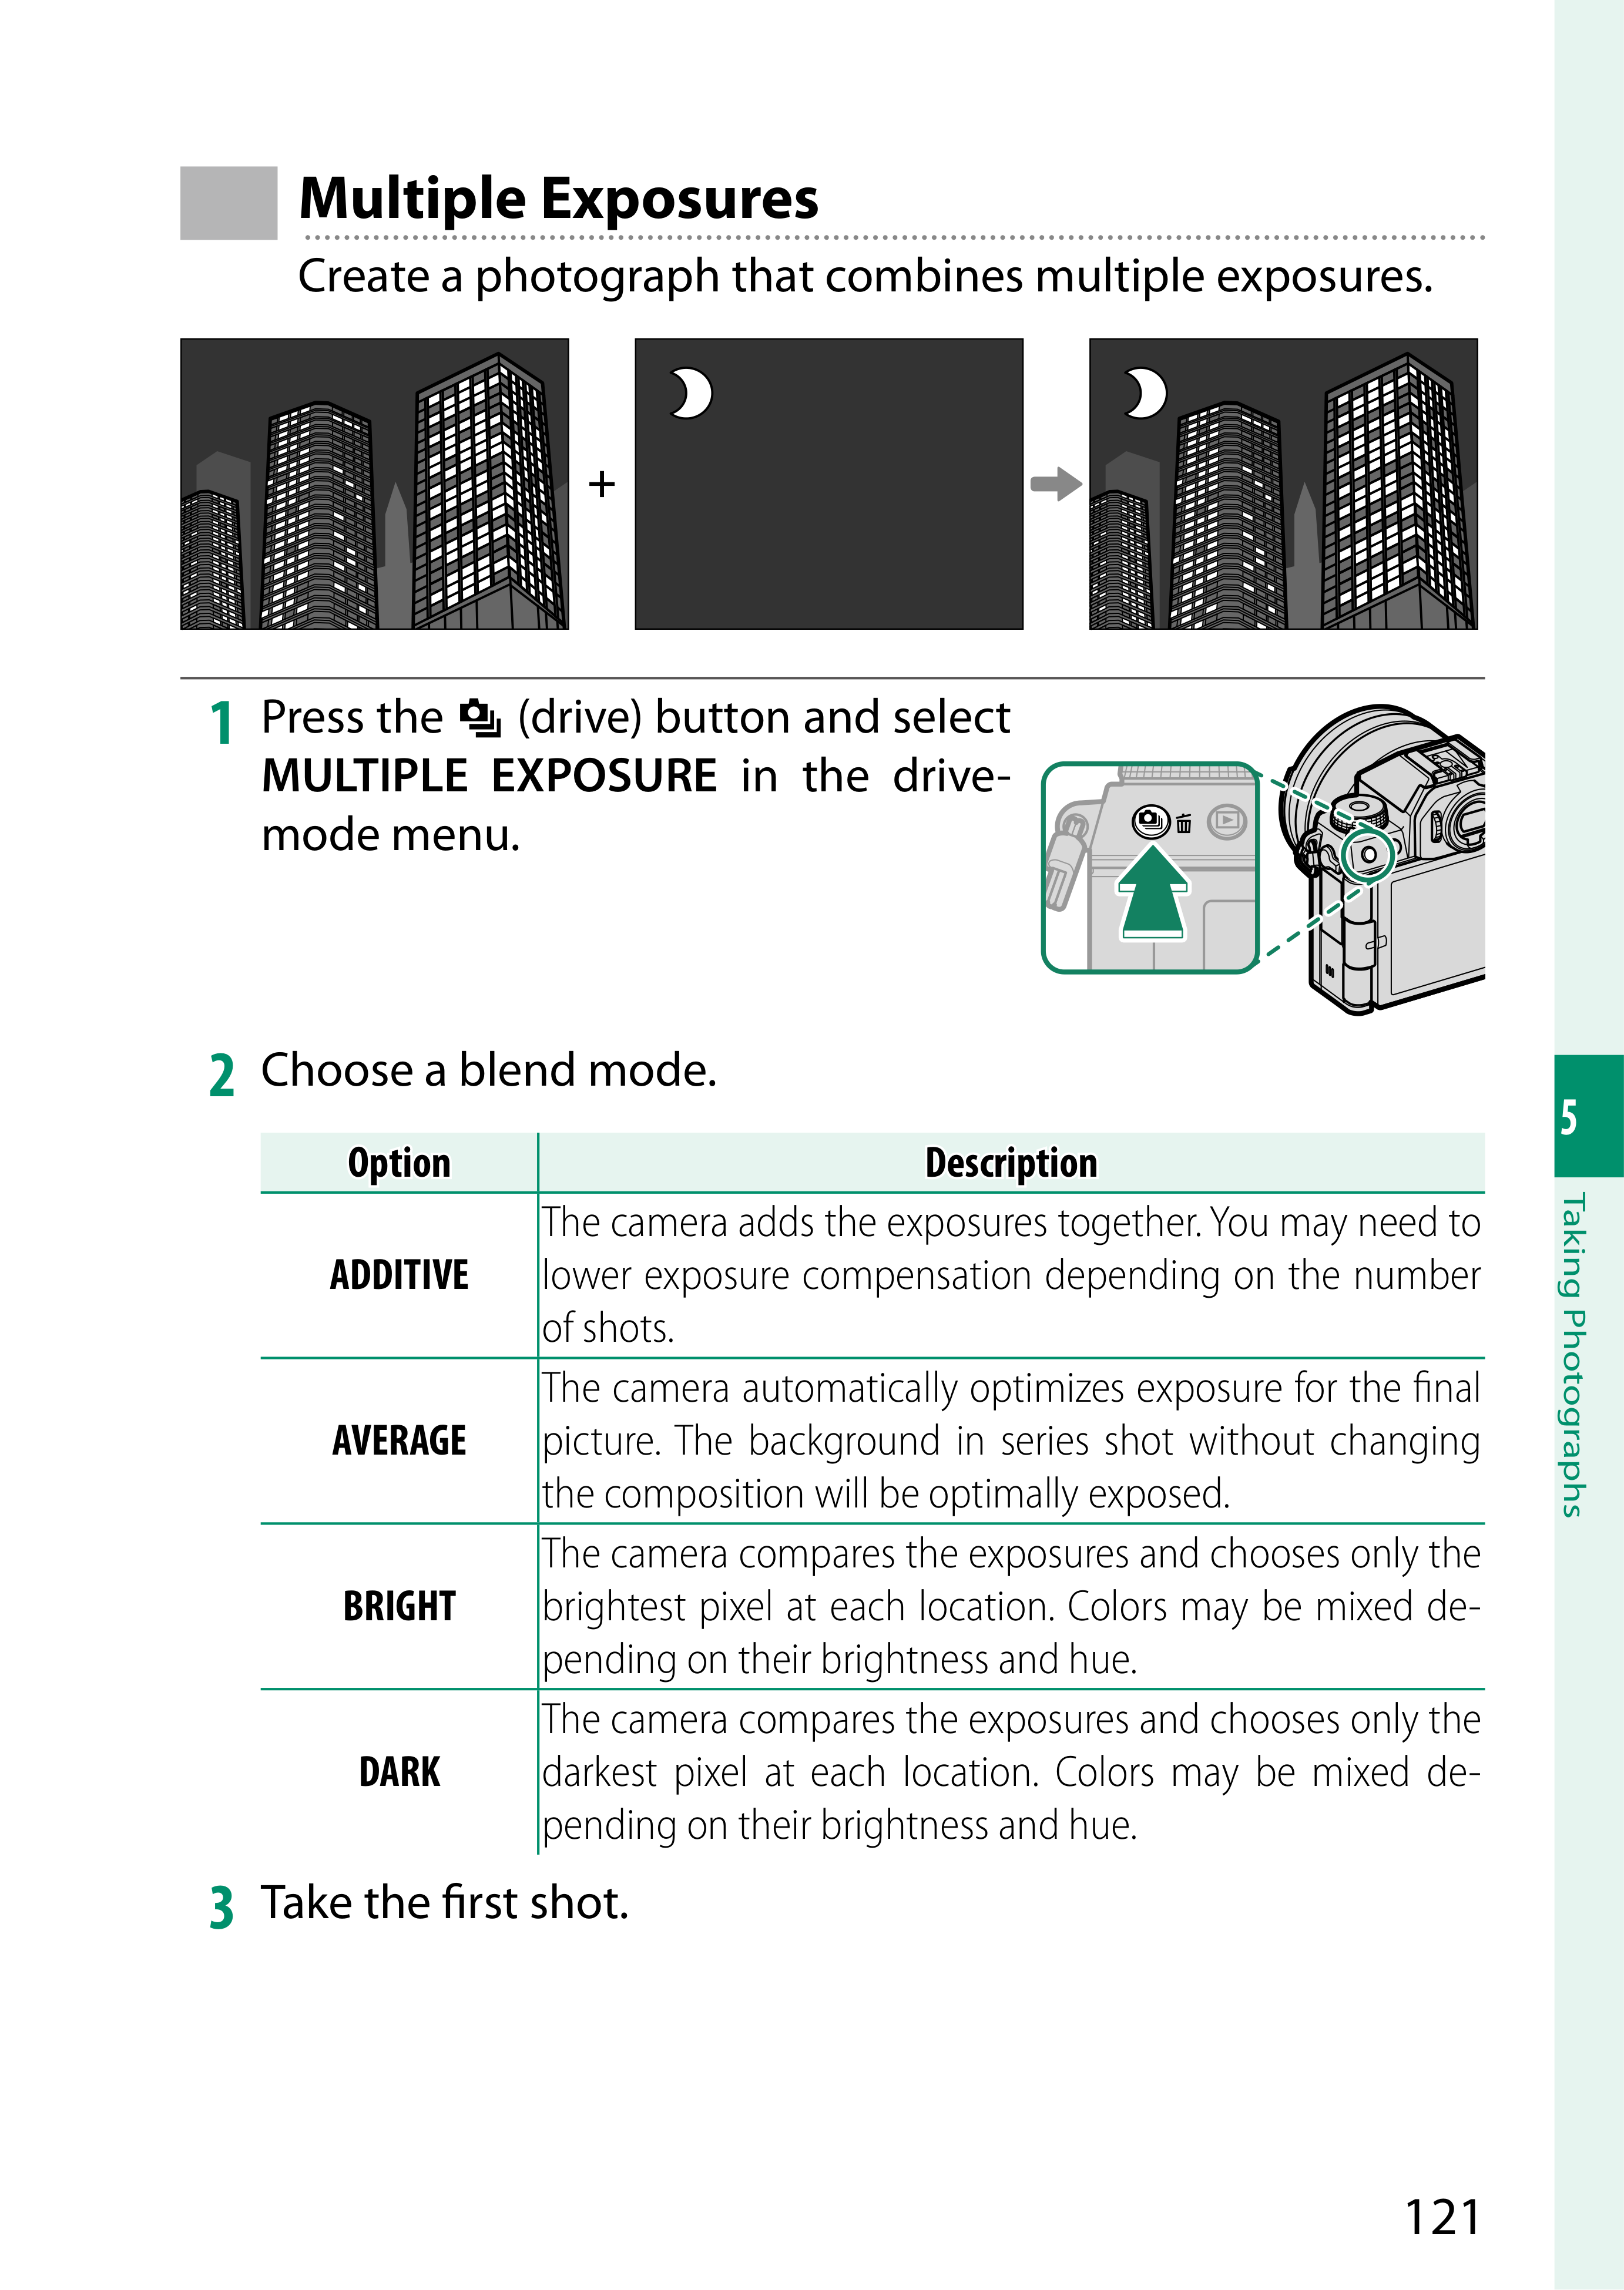 Multiple Exposures
Create a photograph that combines multiple exposures.
+
1 Press the (drive) button and select
MULTIPLE EXPOSURE in the drive-
mode menu.
2 Choose a blend mode.
Option Description
ADDITIVE
The camera adds the exposures together. You may need to
lower exposure compensation depending on the number
of shots.
AVERAGE
The camera automatically optimizes exposure for the final
picture. The background in series shot without changing
the composition will be optimally exposed.
BRIGHT
The camera compares the exposures and chooses only the
brightest pixel at each location. Colors may be mixed de-
pending on their brightness and hue.
DARK
The camera compares the exposures and chooses only the
darkest pixel at each location. Colors may be mixed de-
pending on their brightness and hue.
3 Take the first shot.
5
Taking Photographs
121